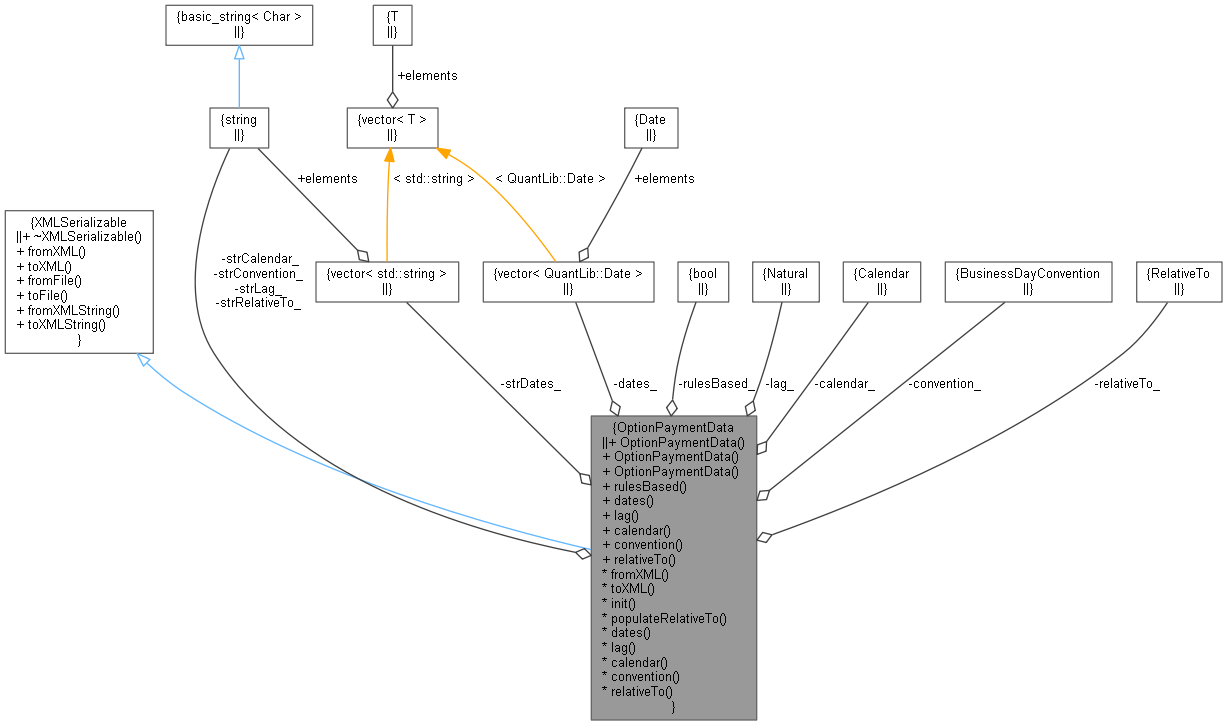 {basic_string< Char >
||}
{T
||}
+elements
{string
||}
{vector< T >
||}
{Date
||}
+elements
< std::string >
< QuantLib::Date >
+elements
{XMLSerializable
||+ ~XMLSerializable()
+ fromXML()
+ toXML()
+ fromFile()
+ toFile()
+ fromXMLString()
+ toXMLString()
}
-strCalendar_
-strConvention_
-strLag_
-strRelativeTo_
{vector< std::string >
||}
{vector< QuantLib::Date >
||}
{bool
||}
{Natural
||}
{Calendar
||}
{BusinessDayConvention
||}
{RelativeTo
||}
-strDates_
-dates_
-rulesBased_
-lag_
-calendar_
-convention_
-relativeTo_
{OptionPaymentData
||+ OptionPaymentData()
+ OptionPaymentData()
+ OptionPaymentData()
+ rulesBased()
+ dates()
+ lag()
+ calendar()
+ convention()
+ relativeTo()
* fromXML()
* toXML()
* init()
* populateRelativeTo()
* dates()
* lag()
* calendar()
* convention()
* relativeTo()
}